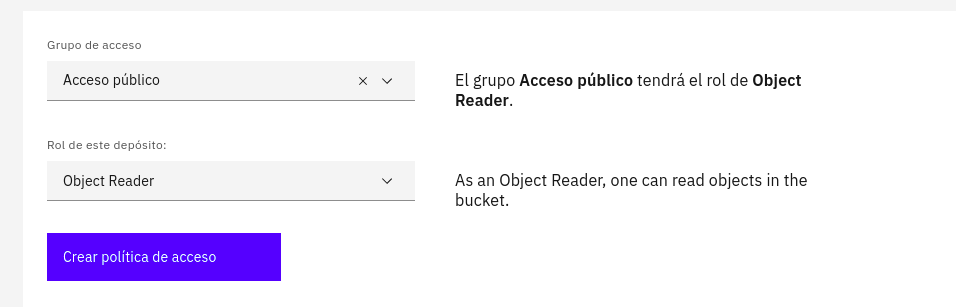 Grupo de acceso
Acceso público
El grupo Acceso público tendrá el rol de Object
Reader.
Rol de este depósito:
Object Reader
As an Object Reader, one can read objects in the
bucket.
Crear política de acceso